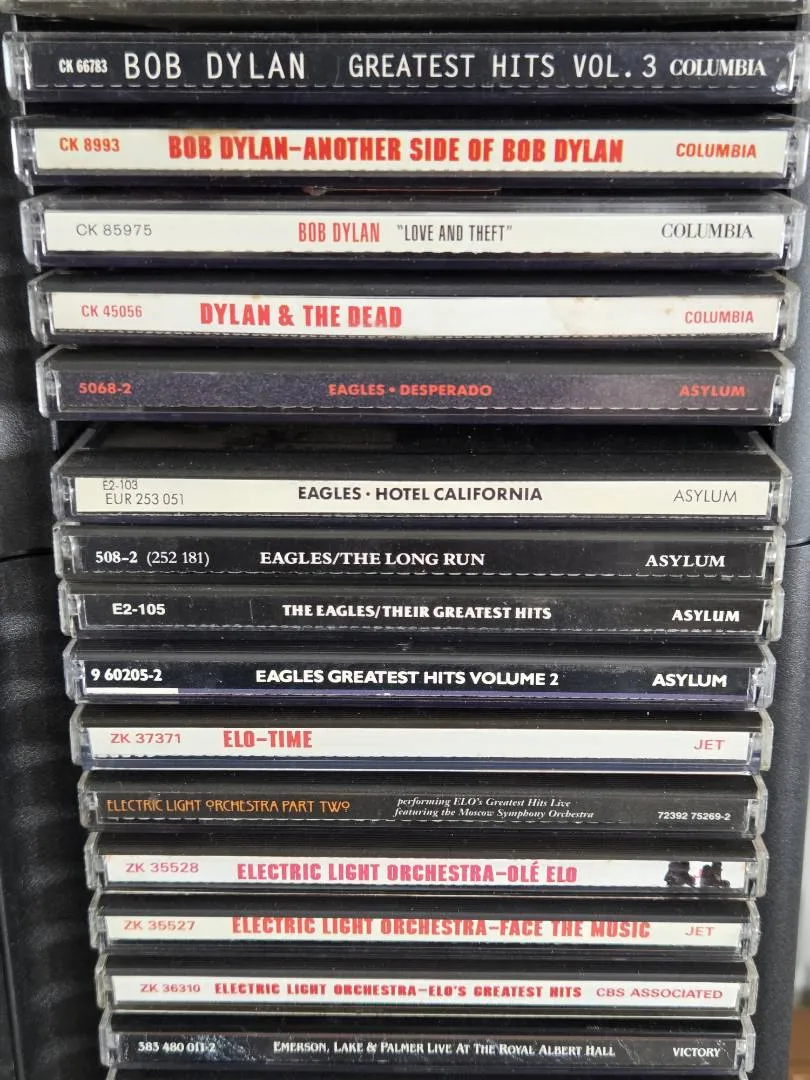 CK 66783 BOB DYLAN GREATEST HITS VOL. 3 COLUMBIA
CK 8993 BOB DYLAN-ANOTHER SIDE OF BOB DYLAN COLUMBIA
CK 85975 BOB DYLAN "LOVE AND THEFT" COLUMBIA
CK 45056 DYLAN & THE DEAD COLUMBIA
5068-2 EAGLES • DESPERADO ASYLUM
E2-103
EUR 253 051 EAGLES · HOTEL CALIFORNIA ASYLUM
508-2 (252 181) EAGLES/THE LONG RUN ASYLUM
E2-105 THE EAGLES/THEIR GREATEST HITS ASYLUM
9 60205-2 EAGLES GREATEST HITS VOLUME 2 ASYLUM
ZK 37371 ELO-TIME JET
ELECTRIC LIGHT ORCHESTRA PART TWO performing ELO's Greatest Hits Live
featuring the Moscow Symphony Orchestra 72392 75269-2
ZK 35528 ELECTRIC LIGHT ORCHESTRA-OLÉ ELO
ZK 35527 ELECTRIC LIGHT ORCHESTRA-FACE THE MUSIC JET
ZK 36310 ELECTRIC LIGHT ORCHESTRA-ELO'S GREATEST HITS CBS ASSOCIATED
383 480 011-2 EMERSON, LAKE & PALMER LIVE AT THE ROYAL ALBERT HALL VICTORY